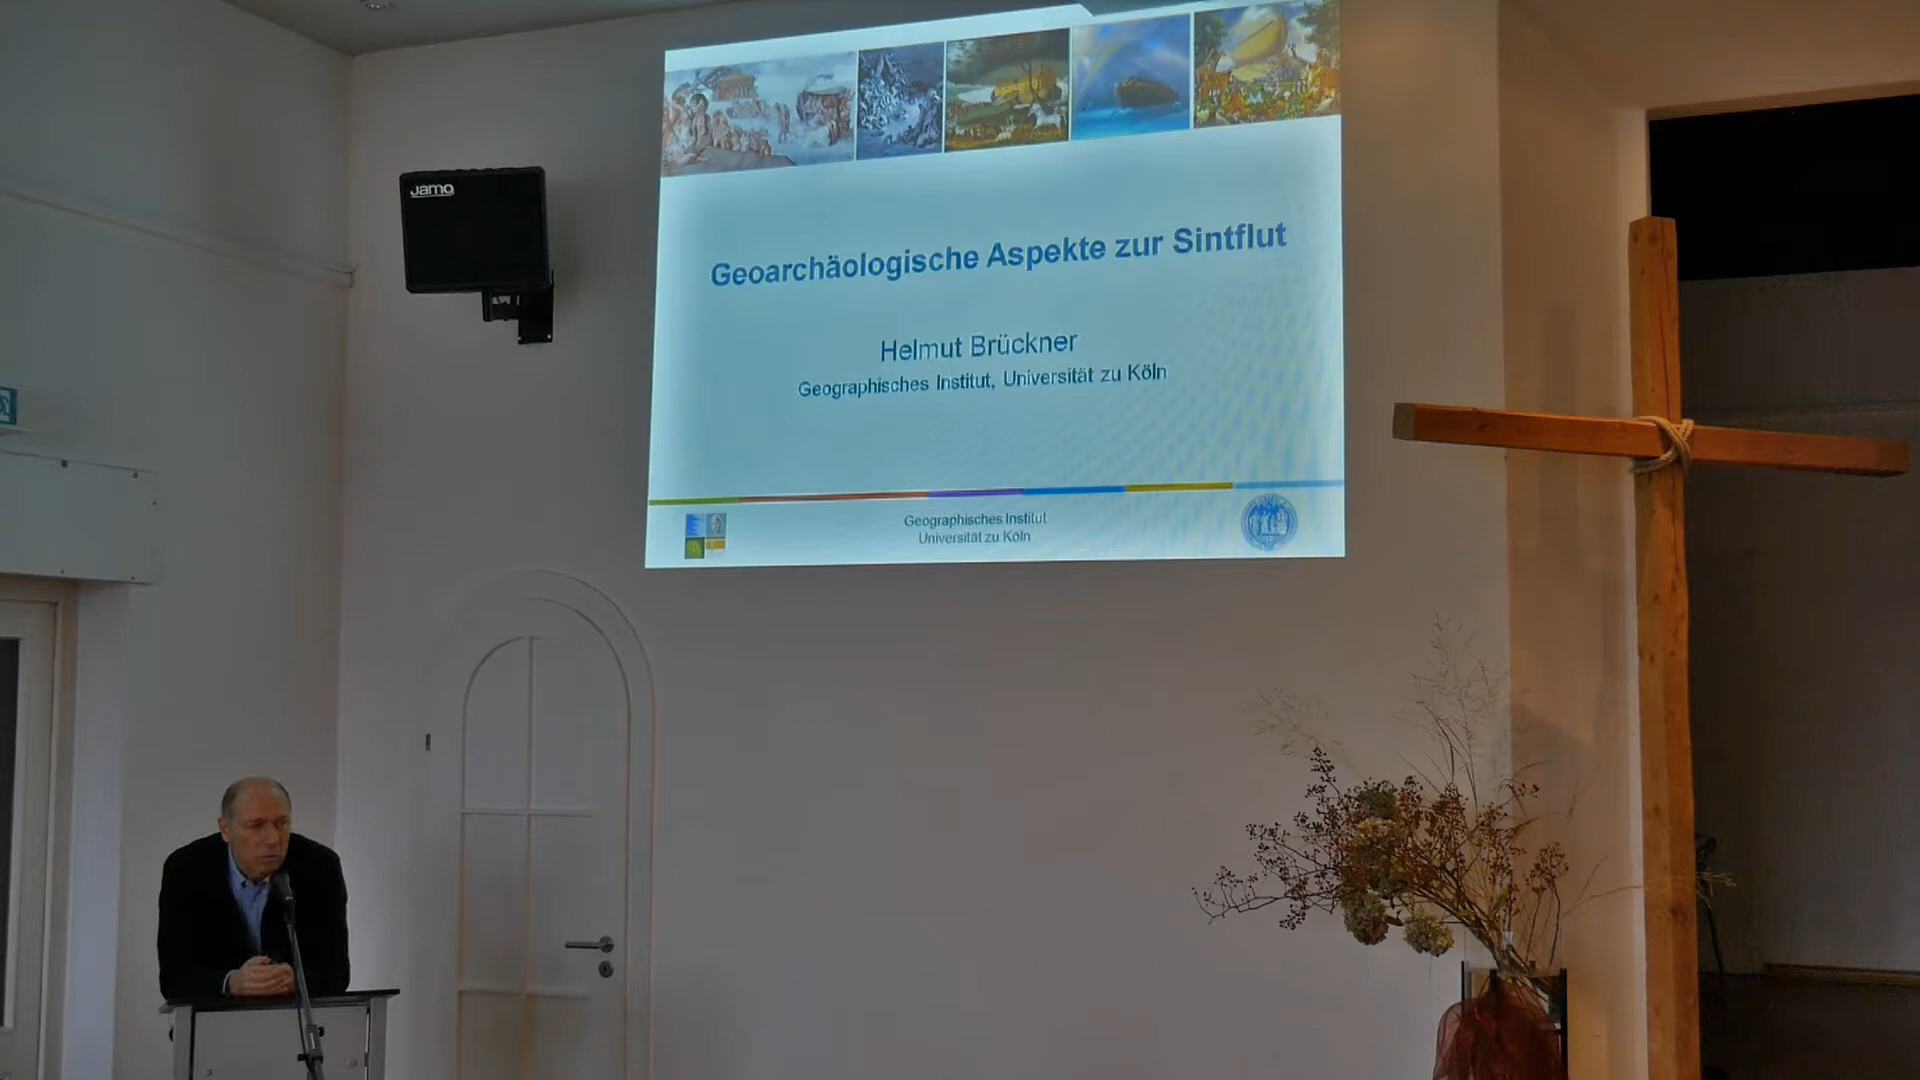 Jamo
Geoarchäologische Aspekte zur Sintflut
Helmut Brückner
Geographisches Institut, Universität zu Köln
Geographisches Institut
Universität zu Köln